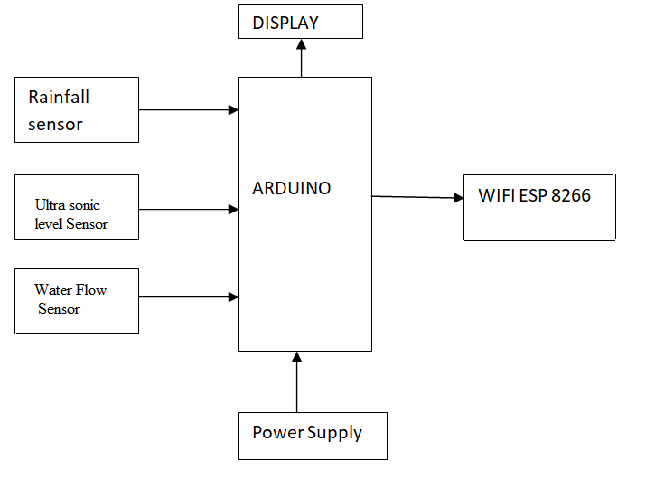 DISPLAY
Rainfall
sensor
Ultra sonic
level Sensor
Water Flow
Sensor
ARDUINO
WIFI ESP 8266
Power Supply